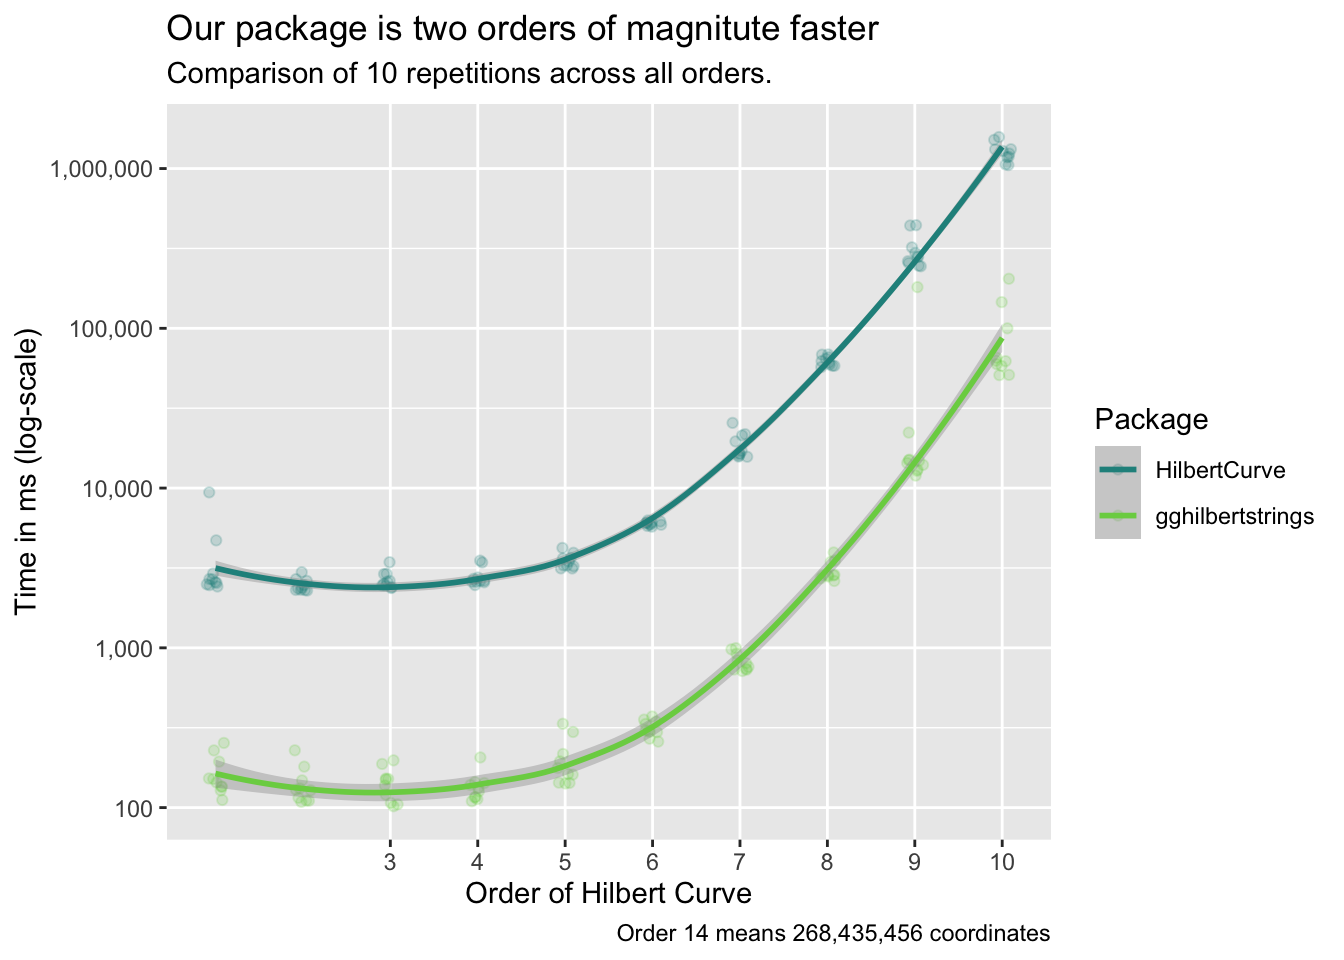 Our package is two orders of magnitute faster
Comparison of 10 repetitions across all orders.
Time in ms (log-scale)
1,000,000
100,000
10,000
1,000
100
3 4 5 6 7 8 9 10
Order of Hilbert Curve
Package
HilbertCurve
gghilbertstrings
Order 14 means 268,435,456 coordinates